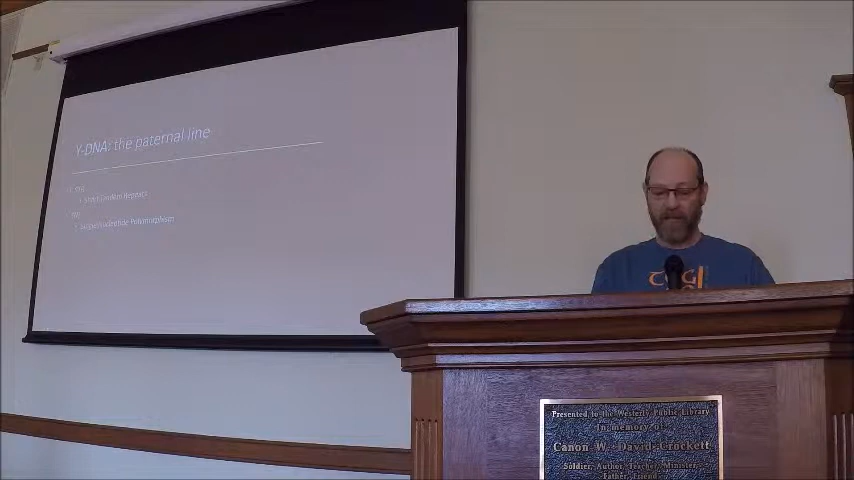 Y-DNA: the paternal line
STR
Short Tandem Repeats
SNP
Single Nucleotide Polymorphism
Presented to the Westerly Public Library
In memory of
Canon W. David Crockett
Soldier, Author, Teacher, Minister,
Father, Friend